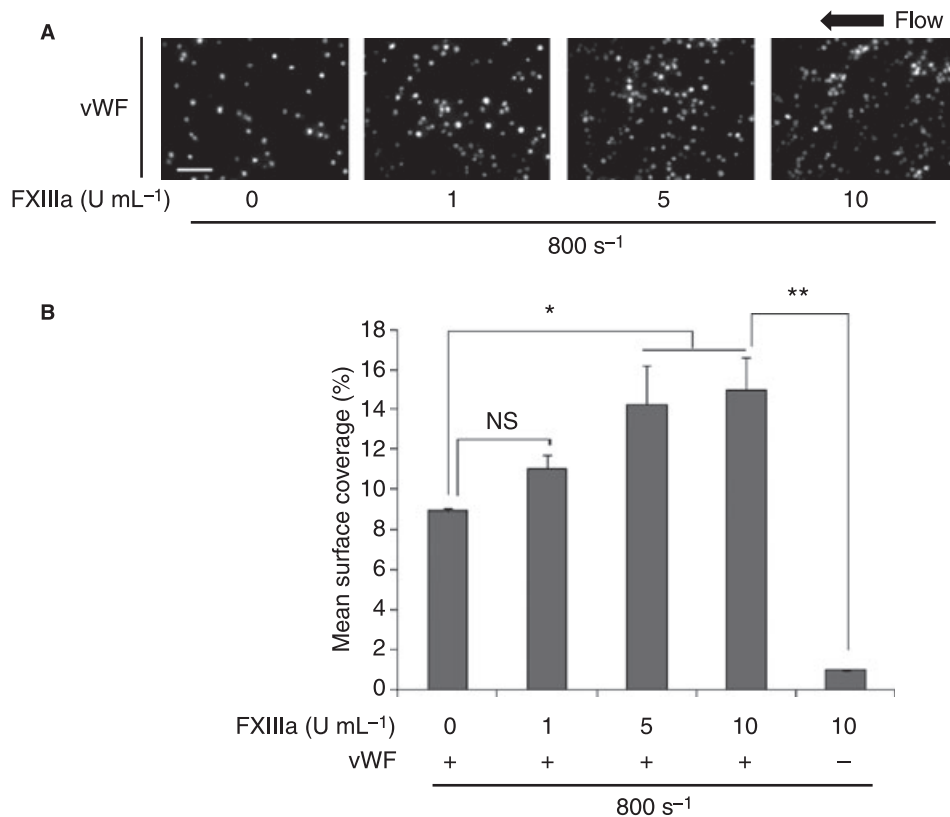 A
Flow
vWF
FXIIIa (U mL⁻¹) 0 1 5 10
800 s⁻¹
B
Mean surface coverage (%)
* **
18
16
14
NS
12
10
8
6
4
2
0
FXIIIa (U mL⁻¹) 0 1 5 10 10
vWF + + + + –
800 s⁻¹